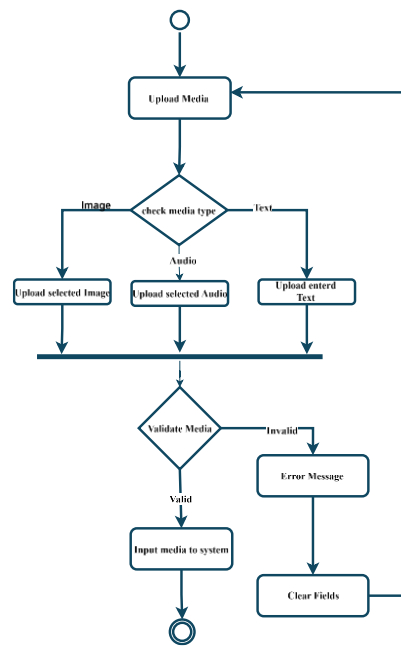 Upload Media
check media type
Image
Text
Audio
Upload selected Image
Upload selected Audio
Upload enterd
Text
Validate Media
Invalid
Error Message
Valid
Input media to system
Clear Fields